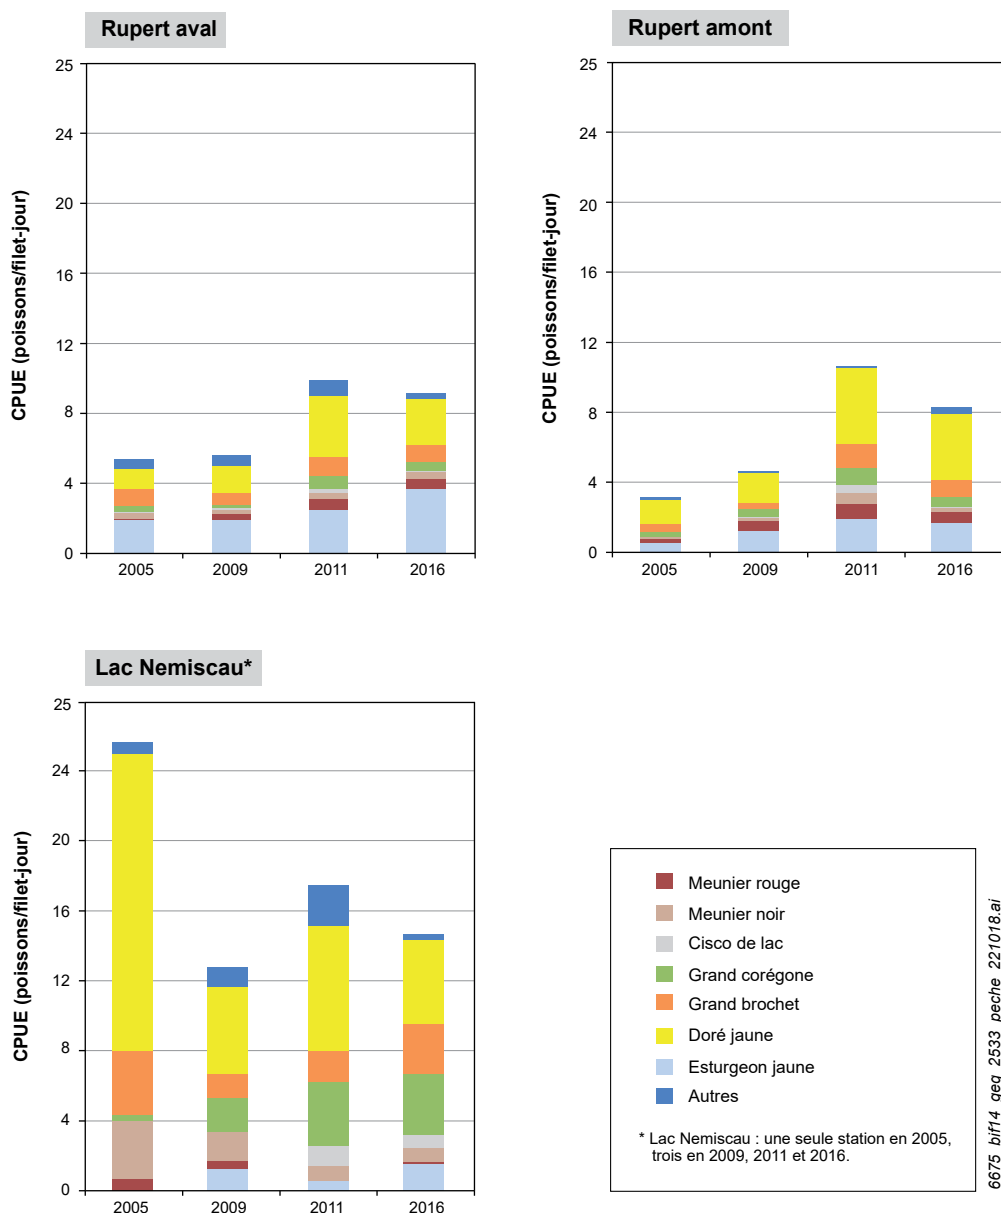 Rupert aval
25
24
20
16
12
8
4
0
CPUE (poissons/filet-jour)
2005
2009
2011
2016
Rupert amont
25
24
20
16
12
8
4
0
CPUE (poissons/filet-jour)
2005
2009
2011
2016
Lac Nemiscau*
25
24
20
16
12
8
4
0
CPUE (poissons/filet-jour)
2005
2009
2011
2016
Meunier rouge
Meunier noir
Cisco de lac
Grand corégone
Grand brochet
Doré jaune
Esturgeon jaune
Autres
* Lac Nemiscau : une seule station en 2005,
trois en 2009, 2011 et 2016.
6675_bif14_geq_2533_peche_221018.ai